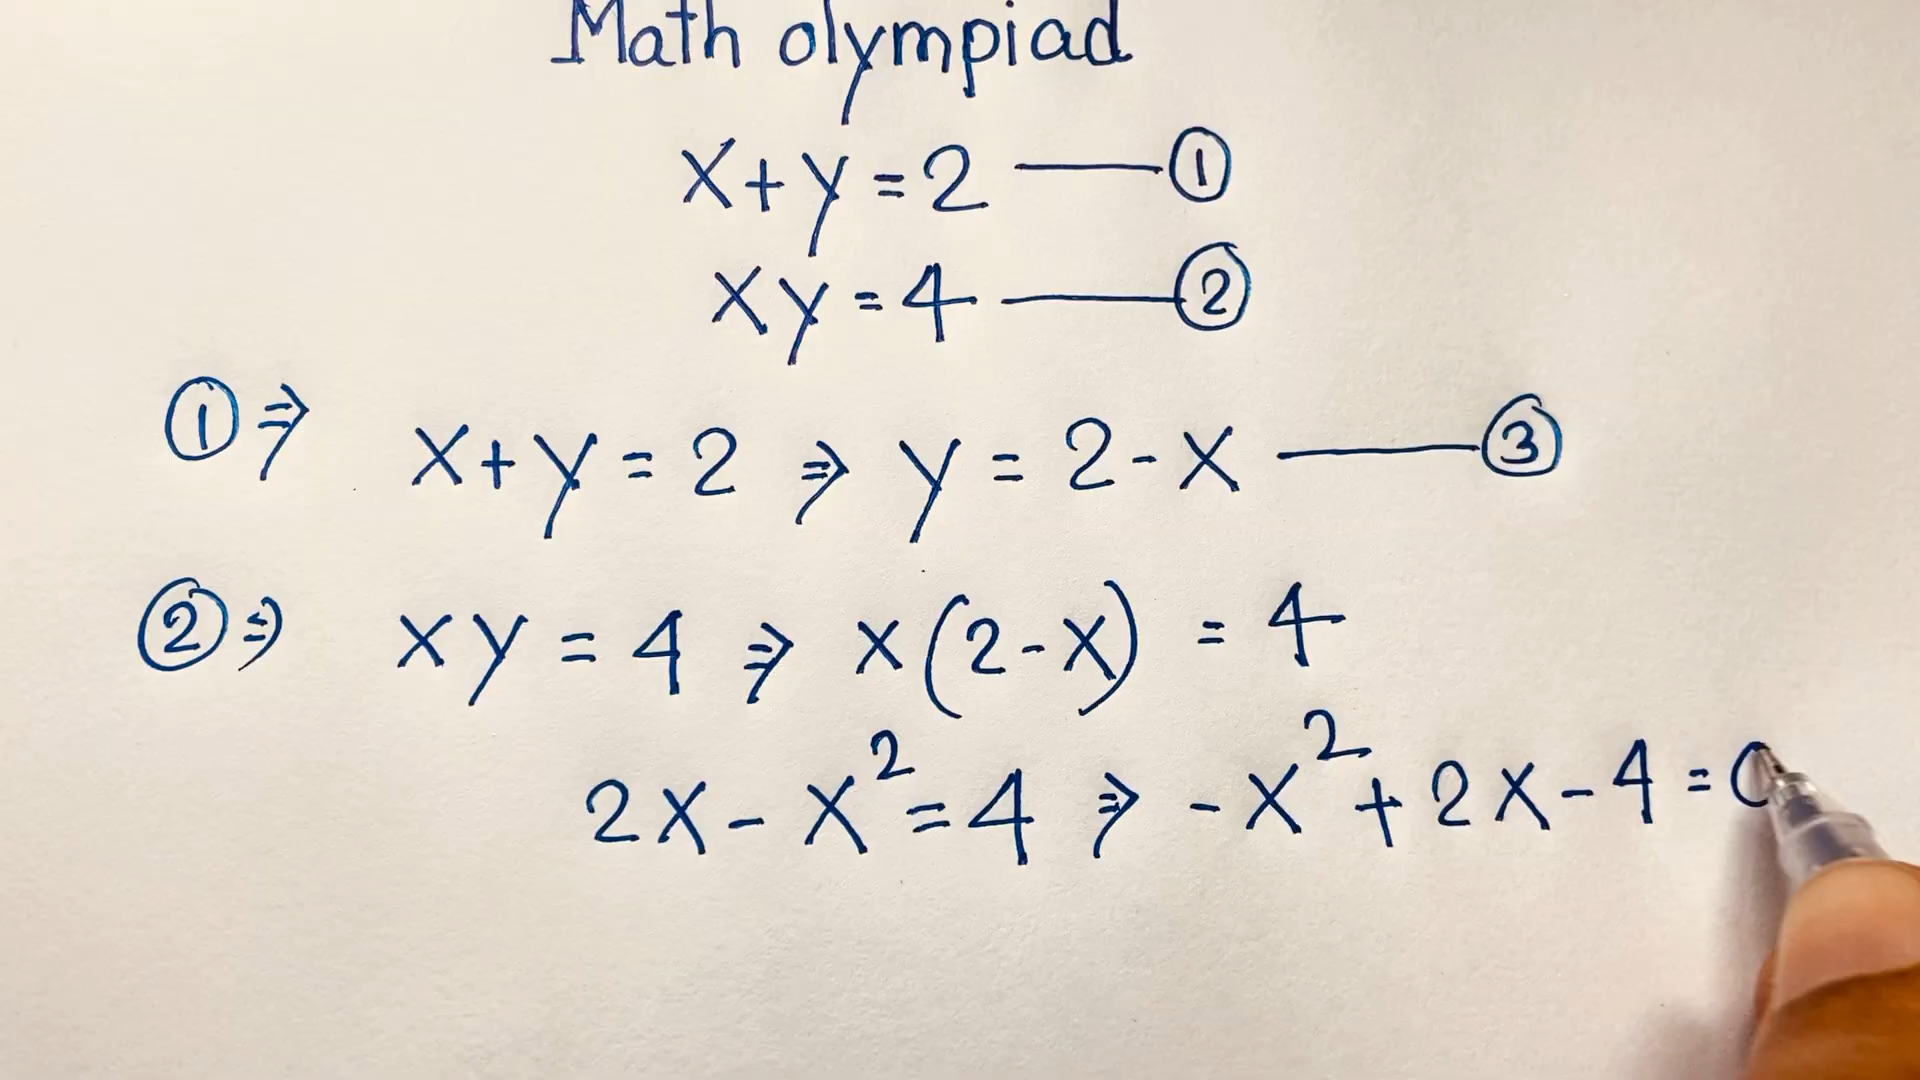 Math olympiad
x+y=2 — ①
xy=4 — ②
①⇒ x+y=2 ⇒ y=2-x — ③
②⇒ xy=4 ⇒ x(2-x)=4
2x-x²=4 ⇒ -x²+2x-4=0